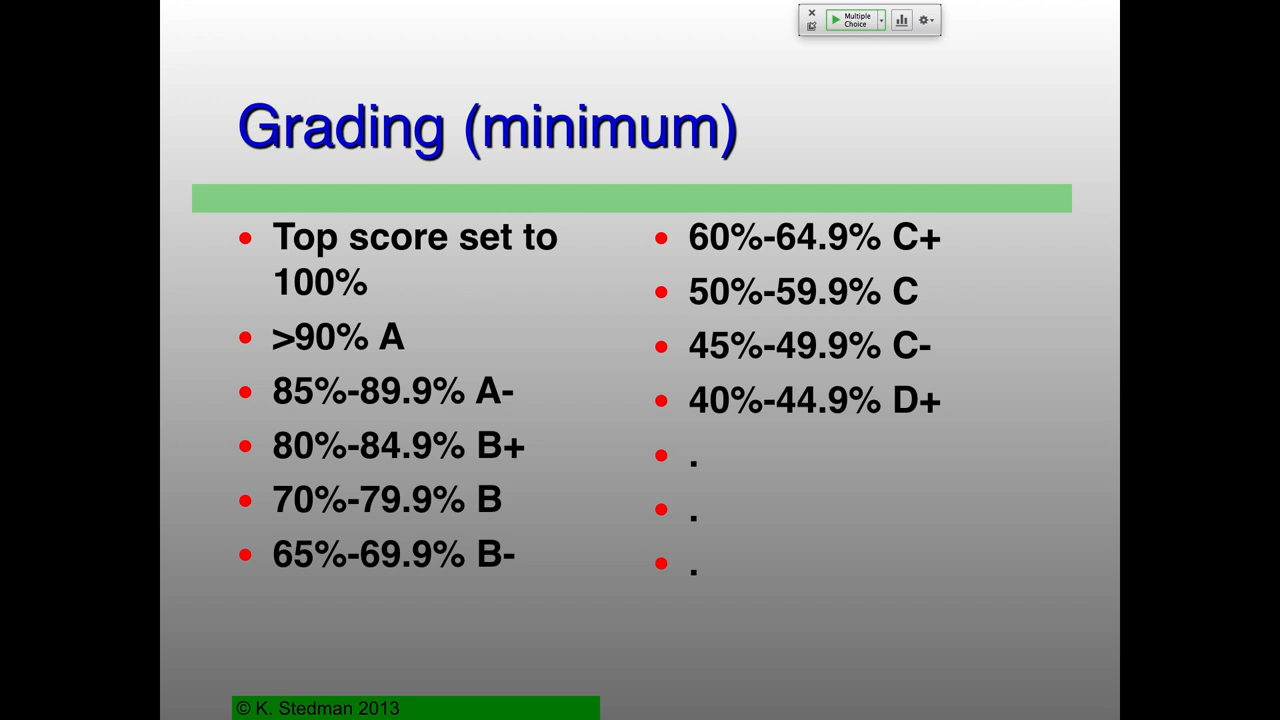 Multiple
Choice
Grading (minimum)
Top score set to
100%
>90% A
85%-89.9% A-
80%-84.9% B+
70%-79.9% B
65%-69.9% B-
60%-64.9% C+
50%-59.9% C
45%-49.9% C-
40%-44.9% D+
.
.
.
© K. Stedman 2013